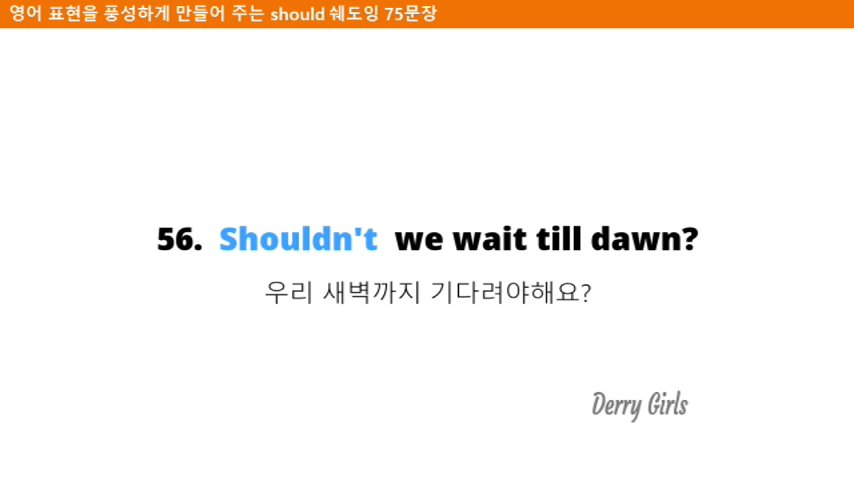 영어 표현을 풍성하게 만들어 주는 should 쉐도잉 75문장
56. Shouldn't we wait till dawn?
우리 새벽까지 기다려야해요?
Derry Girls